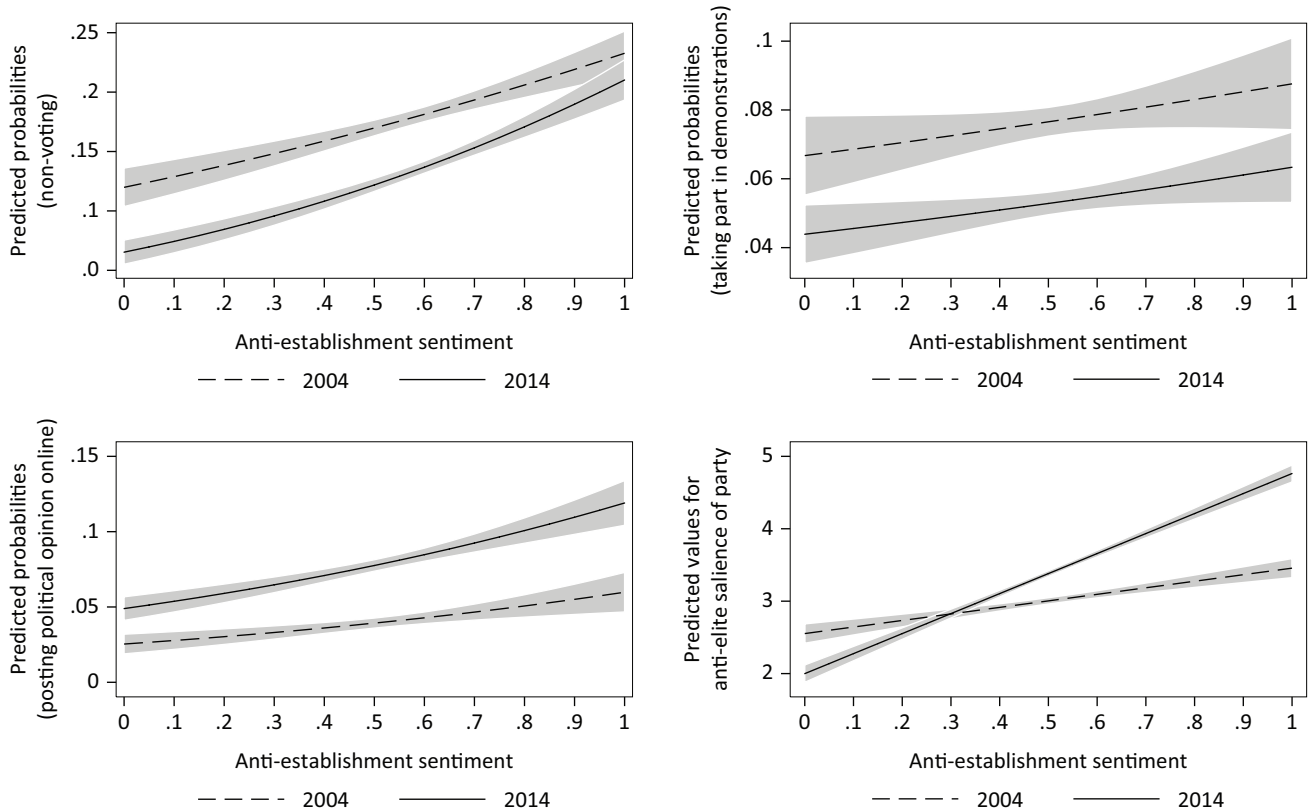 Predicted probabilities
(non-voting)
.25
.2
.15
.1
.0
0 .1 .2 .3 .4 .5 .6 .7 .8 .9 1
Anti-establishment sentiment
2004 2014
Predicted probabilities
(taking part in demonstrations)
.1
.08
.06
.04
0 .1 .2 .3 .4 .5 .6 .7 .8 .9 1
Anti-establishment sentiment
2004 2014
Predicted probabilities
(posting political opinion online)
.15
.1
.05
0
0 .1 .2 .3 .4 .5 .6 .7 .8 .9 1
Anti-establishment sentiment
2004 2014
Predicted values for
anti-elite salience of party
5
4
3
2
0 .1 .2 .3 .4 .5 .6 .7 .8 .9 1
Anti-establishment sentiment
2004 2014